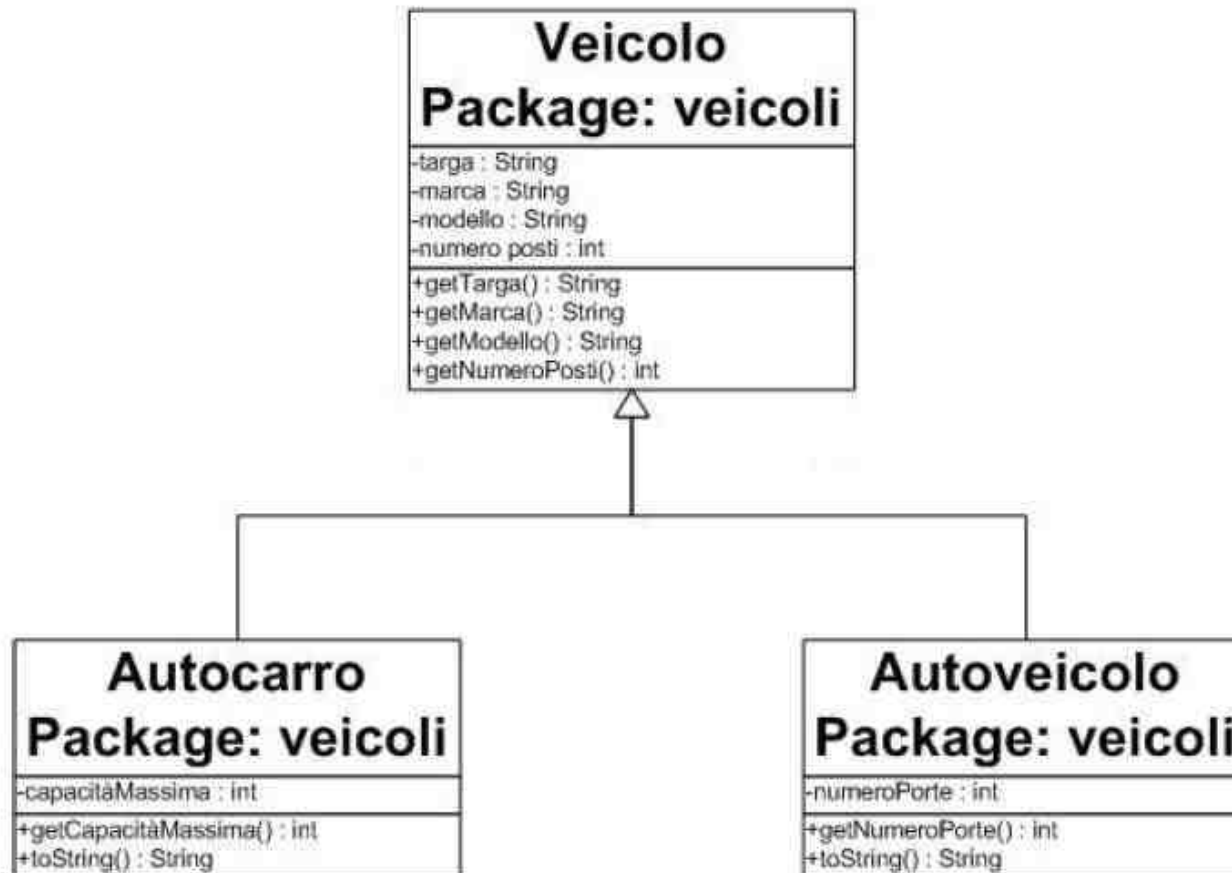 Veicolo
Package: veicoli
-targa : String
-marca : String
-modello : String
-numero posti : int
+getTarga() : String
+getMarca() : String
+getModello() : String
+getNumeroPosti() : int
Autocarro
Package: veicoli
-capacitàMassima : int
+getCapacitàMassima() : int
+toString() : String
Autoveicolo
Package: veicoli
-numeroPorte : int
+getNumeroPorte() : int
+toString() : String